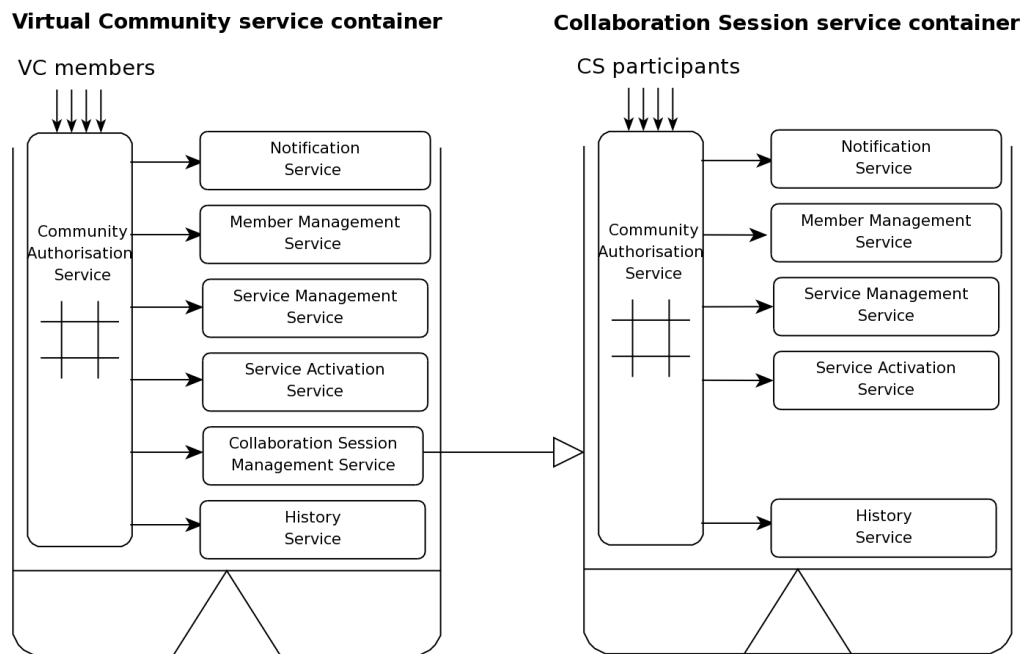 Virtual Community service container
VC members
Community
Authorisation
Service
Notification
Service
Member Management
Service
Service Management
Service
Service Activation
Service
Collaboration Session
Management Service
History
Service
Collaboration Session service container
CS participants
Community
Authorisation
Service
Notification
Service
Member Management
Service
Service Management
Service
Service Activation
Service
History
Service